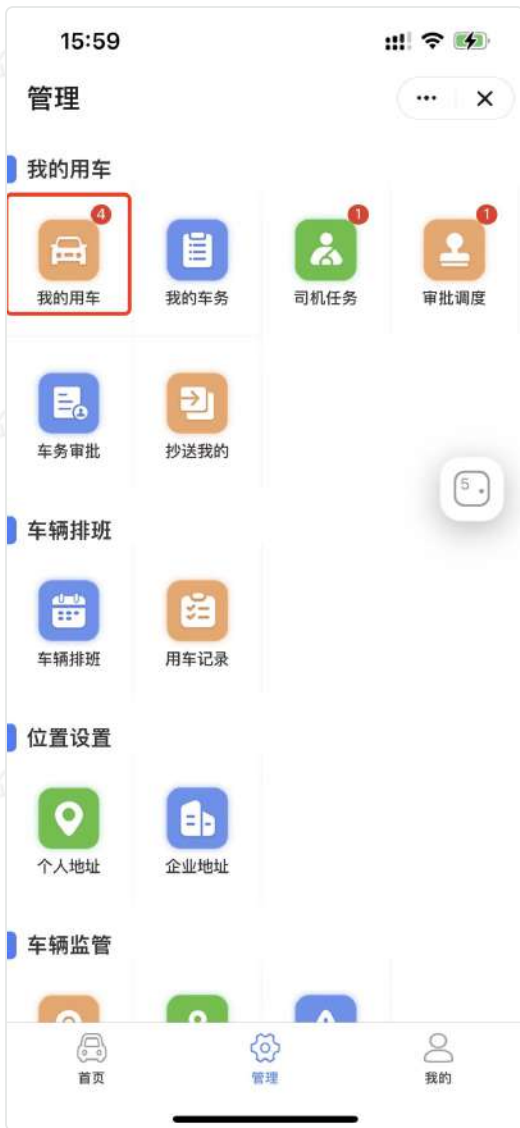 15:59
管理
我的用车
4
1
1
我的用车
我的车务
司机任务
审批调度
车务审批
抄送我的
5
车辆排班
车辆排班
用车记录
位置设置
个人地址
企业地址
车辆监管
首页
管理
我的